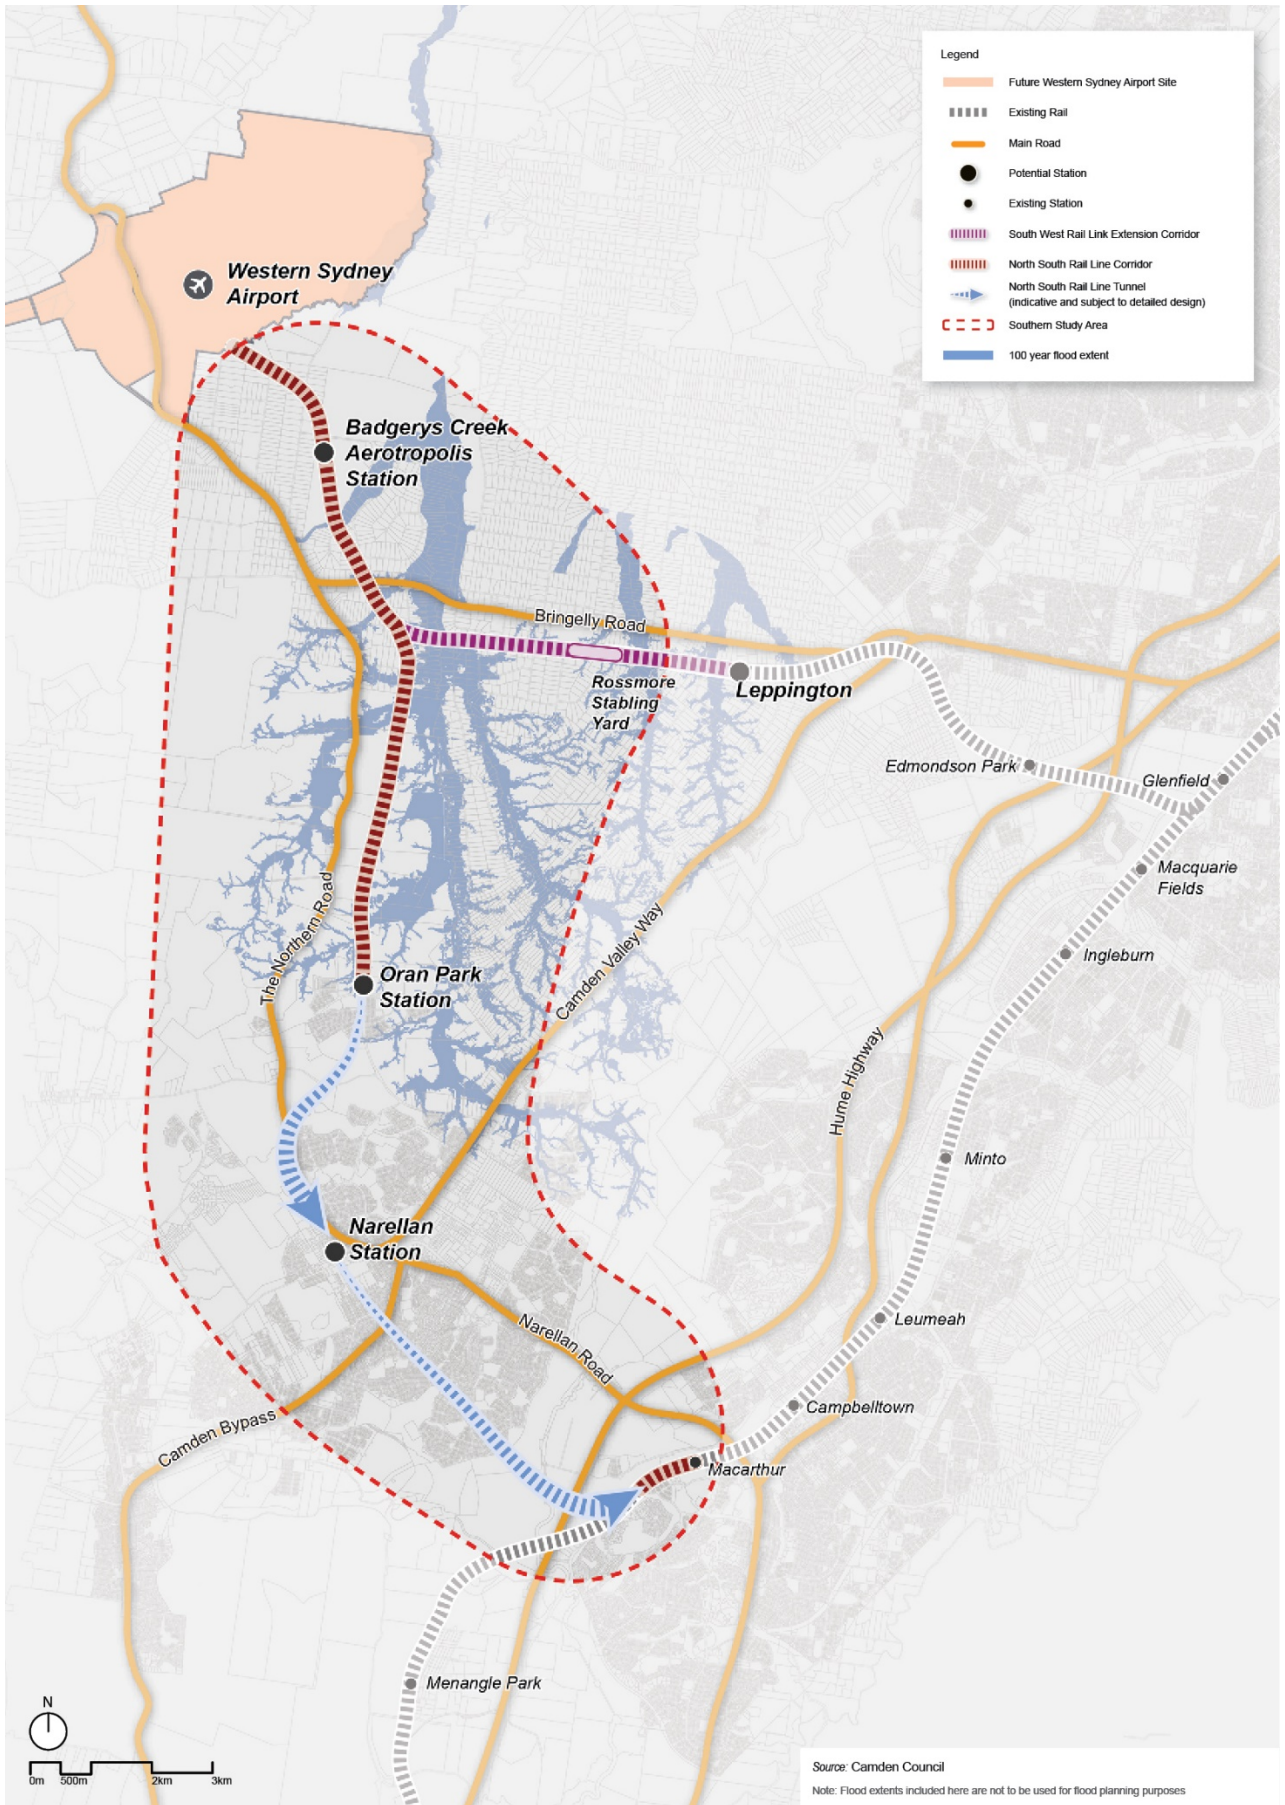 Legend
Future Western Sydney Airport Site
Existing Rail
Main Road
Potential Station
Existing Station
South West Rail Link Extension Corridor
North South Rail Line Corridor
North South Rail Line Tunnel
(indicative and subject to detailed design)
Southern Study Area
100 year flood extent
Western Sydney
Airport
Badgerys Creek
Aerotropolis
Station
Bringelly Road
Rossmore
Stabling
Yard
Leppington
Edmondson Park
Glenfield
Macquarie
Fields
The Northern Road
Camden Valley Way
Ingleburn
Oran Park
Station
Hume Highway
Minto
Narellan
Station
Narellan Road
Leumeah
Camden Bypass
Campbelltown
Macarthur
Menangle Park
N
0m 500m 2km 3km
Source: Camden Council
Note: Flood extents included here are not to be used for flood planning purposes